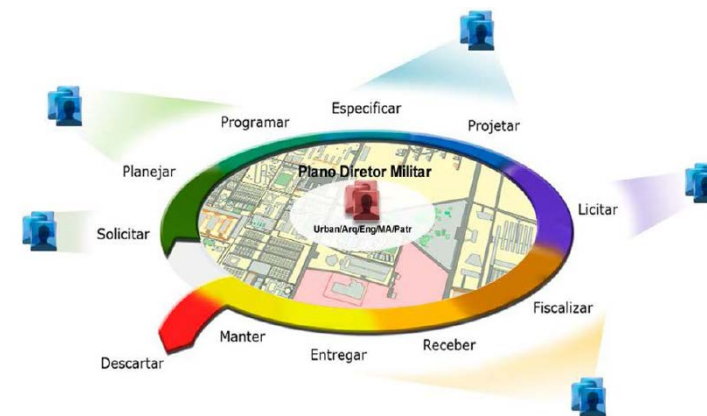 Especificar
Programar
Projetar
Planejar
Plano Diretor Militar
Licitar
Solicitar
Urban/Arq/Eng/MA/Patr
Fiscalizar
Manter
Receber
Entregar
Descartar